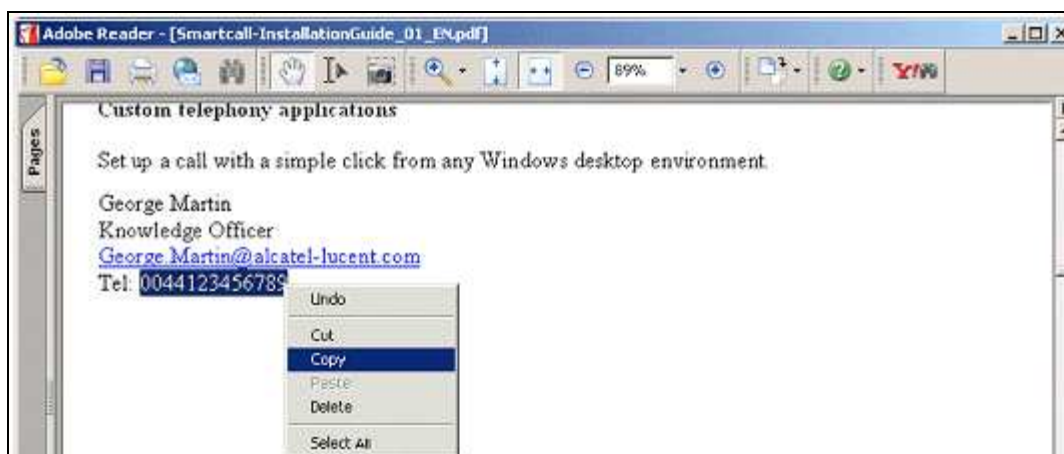 Adobe Reader - [Smartcall-InstallationGuide_01_EN.pdf]
89%
Y!
Pages
Custom telephony applications
Set up a call with a simple click from any Windows desktop environment.
George Martin
Knowledge Officer
George Martin@alcatel-lucent.com
Tel: 0044123456789
Undo
Cut
Copy
Paste
Delete
Select All